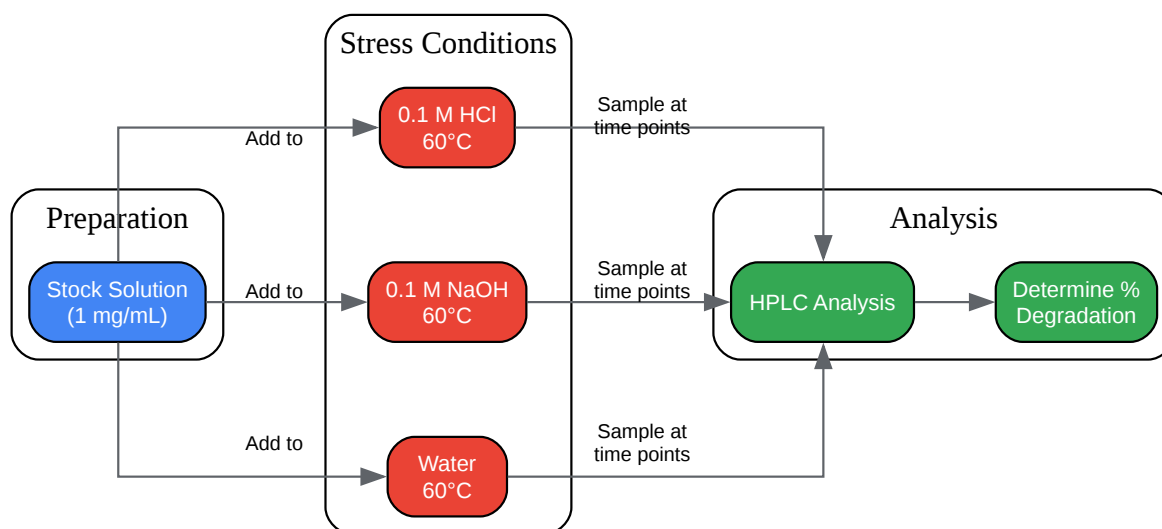 Stress Conditions
0.1 M HCl
60°C
Sample at
time points
Add to
Preparation
Analysis
Stock Solution
(1 mg/mL)
Add to
0.1 M NaOH
60°C
Sample at
time points
HPLC Analysis
Determine %
Degradation
Add to
Water
60°C
Sample at
time points